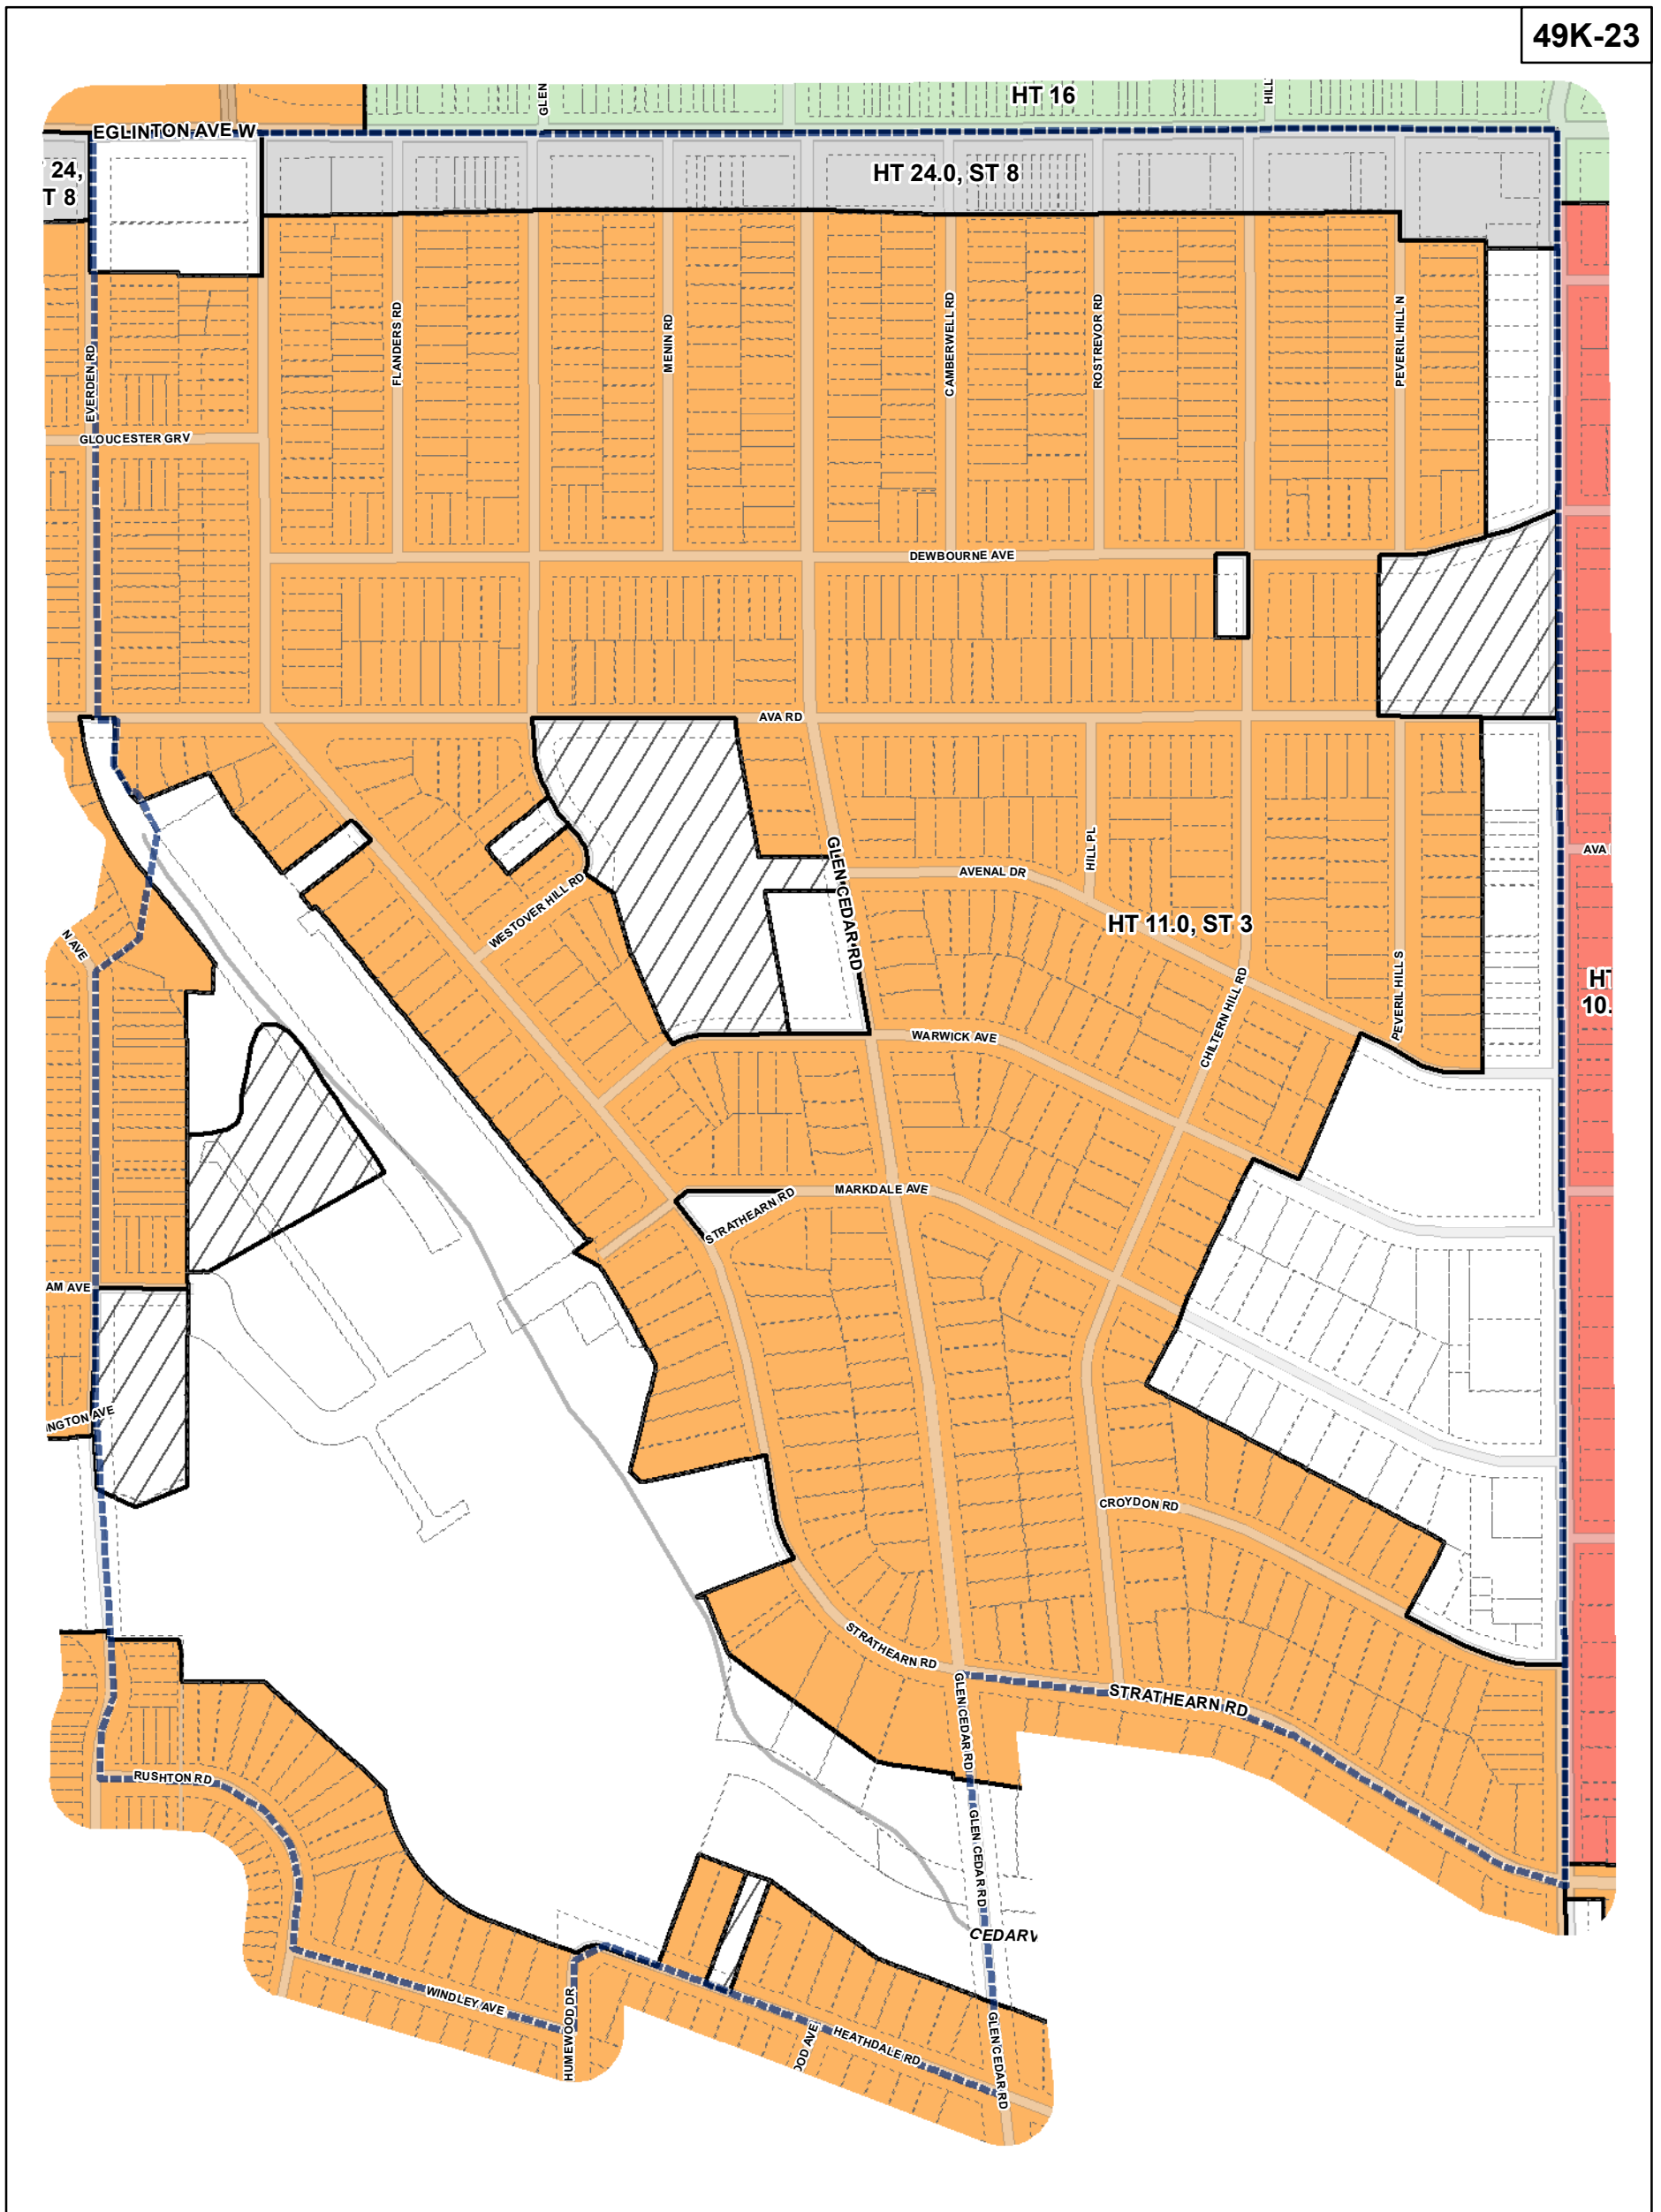 49K-23
HT 16
GLEN
HILL
EGLINTON AVE W
24,
T 8
HT 24.0, ST 8
EVERDEN RD
FLANDERS RD
MENIN RD
CAMBERWELL RD
ROSTREVOR RD
PEVERIL HILL N
GLOUCESTER GRV
DEWBOURNE AVE
AVA RD
GLEN CEDAR RD
HILL PL
AVA
AVENAL DR
WESTOVER HILL RD
HT 11.0, ST 3
N AVE
CHILTERN HILL RD
PEVERIL HILL S
HT
10.
WARWICK AVE
MARKDALE AVE
STRATHEARN RD
AM AVE
NGTON AVE
CROYDON RD
STRATHEARN RD
GLEN CEDAR RD
STRATHEARN RD
RUSHTON RD
GLEN CEDAR RD
CEDARV
WINDLEY AVE
HUMEWOOD DR
OOD AVE
HEATHDALE RD
GLEN CEDAR RD